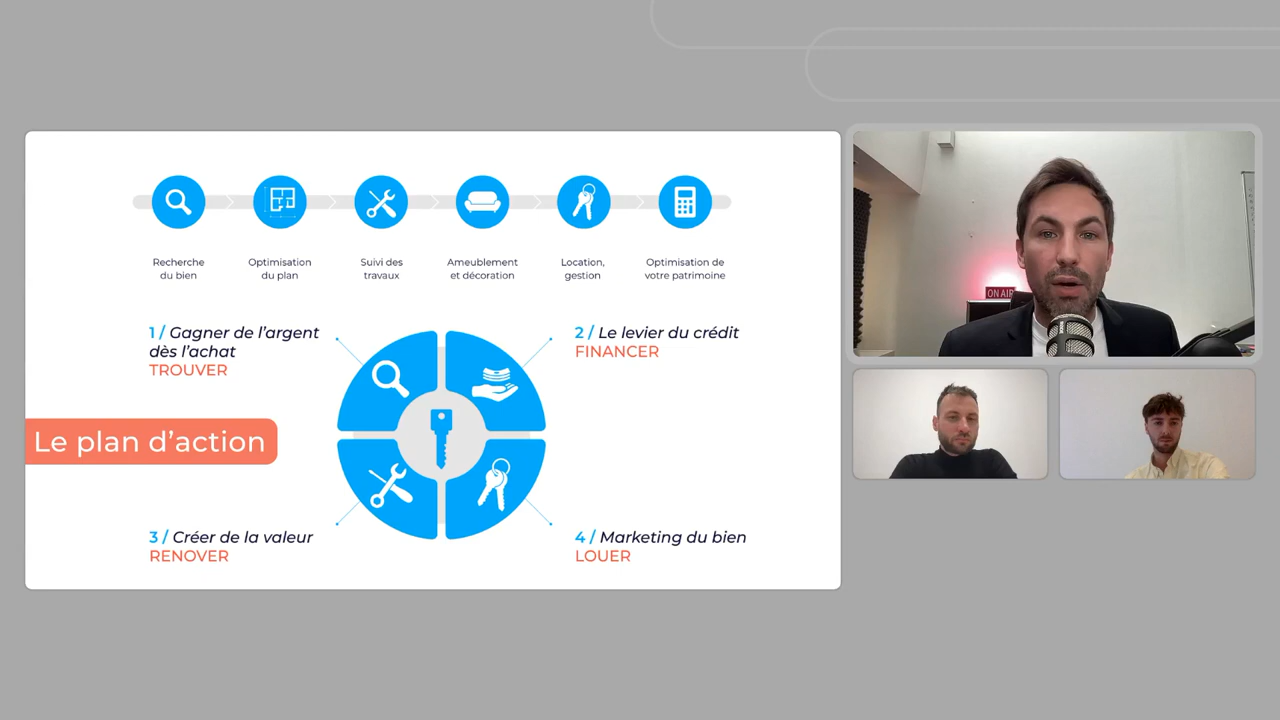 Recherche
du bien
Optimisation
du plan
Suivi des
travaux
Ameublement
et décoration
Location,
gestion
Optimisation de
votre patrimoine
1 / Gagner de l'argent
dès l'achat
TROUVER
2 / Le levier du crédit
FINANCER
Le plan d'action
3 / Créer de la valeur
RENOVER
4 / Marketing du bien
LOUER
ON AIR